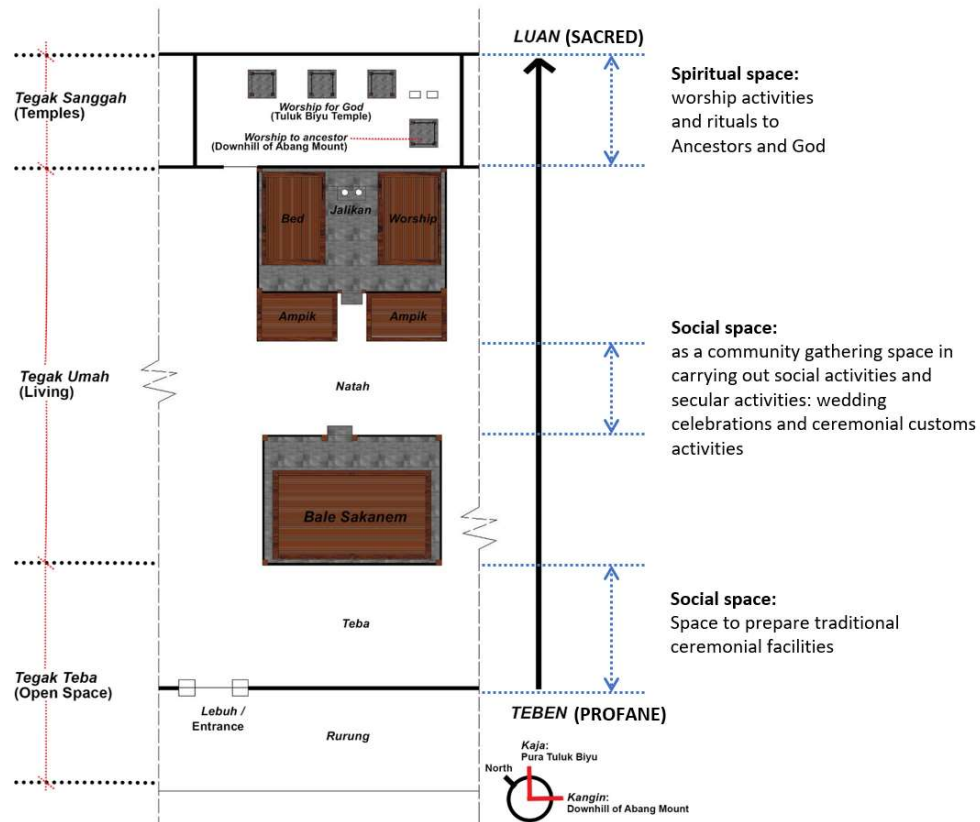 LUAN (SACRED)
Tegak Sanggah
(Temples)
Worship for God
(Tuluk Biyu Temple)
Worship to ancestor
(Downhill of Abang Mount)
Spiritual space:
worship activities
and rituals to
Ancestors and God
Bed
Jalikan
Worship
Ampik
Ampik
Tegak Umah
(Living)
Natah
Social space:
as a community gathering space in
carrying out social activities and
secular activities: wedding
celebrations and ceremonial customs
activities
Bale Sakanem
Teba
Social space:
Space to prepare traditional
ceremonial facilities
Tegak Teba
(Open Space)
Lebuh /
Entrance
Rurung
TEBEN (PROFANE)
Kaja:
Pura Tuluk Biyu
North
Kangin:
Downhill of Abang Mount